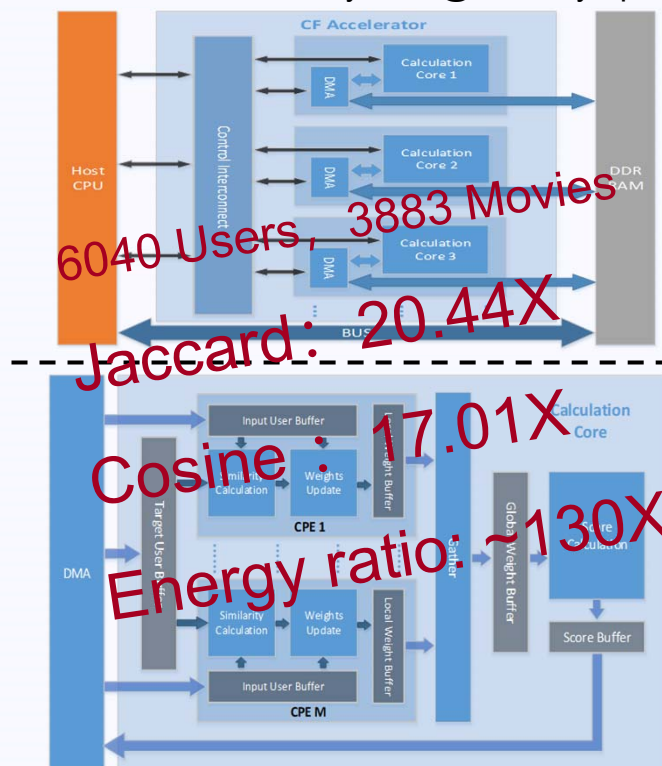 CF Accelerator
Host
CPU
Control Interconnect
DMA
Calculation
Core 1
DMA
Calculation
Core 2
DMA
Calculation
Core 3
DDR
RAM
BUS
6040 Users, 3883 Movies
Jaccard: 20.44X
Cosine: 17.01X
Energy ratio: ~130X
Calculation
Core
DMA
Target User Buffer
Input User Buffer
Similarity
Calculation
Weights
Update
Local Weight Buffer
CPE 1
Similarity
Calculation
Weights
Update
Local Weight Buffer
Input User Buffer
CPE M
Gather
Global Weight Buffer
Score
Calculation
Score Buffer